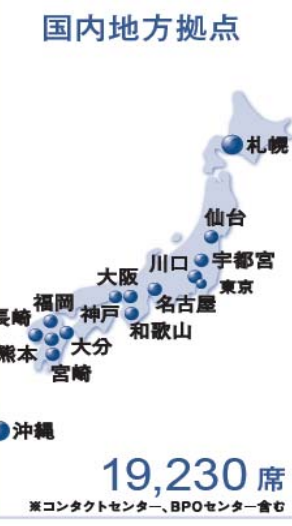 国内地方拠点
札幌
仙台
川口
宇都宮
大阪
東京
福岡
神戸
名古屋
長崎
大分
和歌山
熊本
宮崎
沖縄
19,230 席
※コンタクトセンター、BPOセンター含む